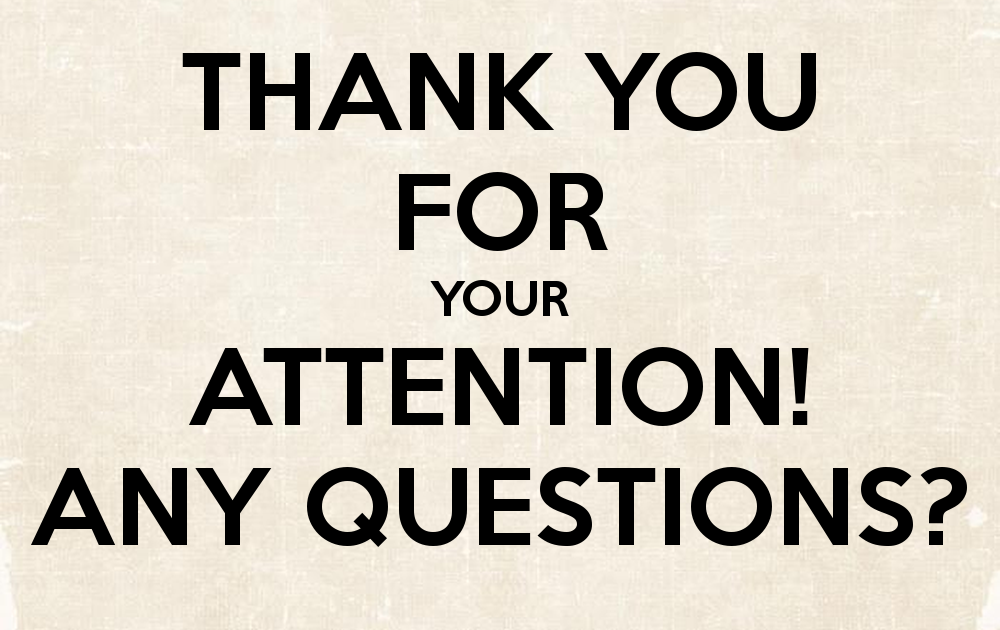 THANK YOU
FOR
YOUR
ATTENTION!
ANY QUESTIONS?